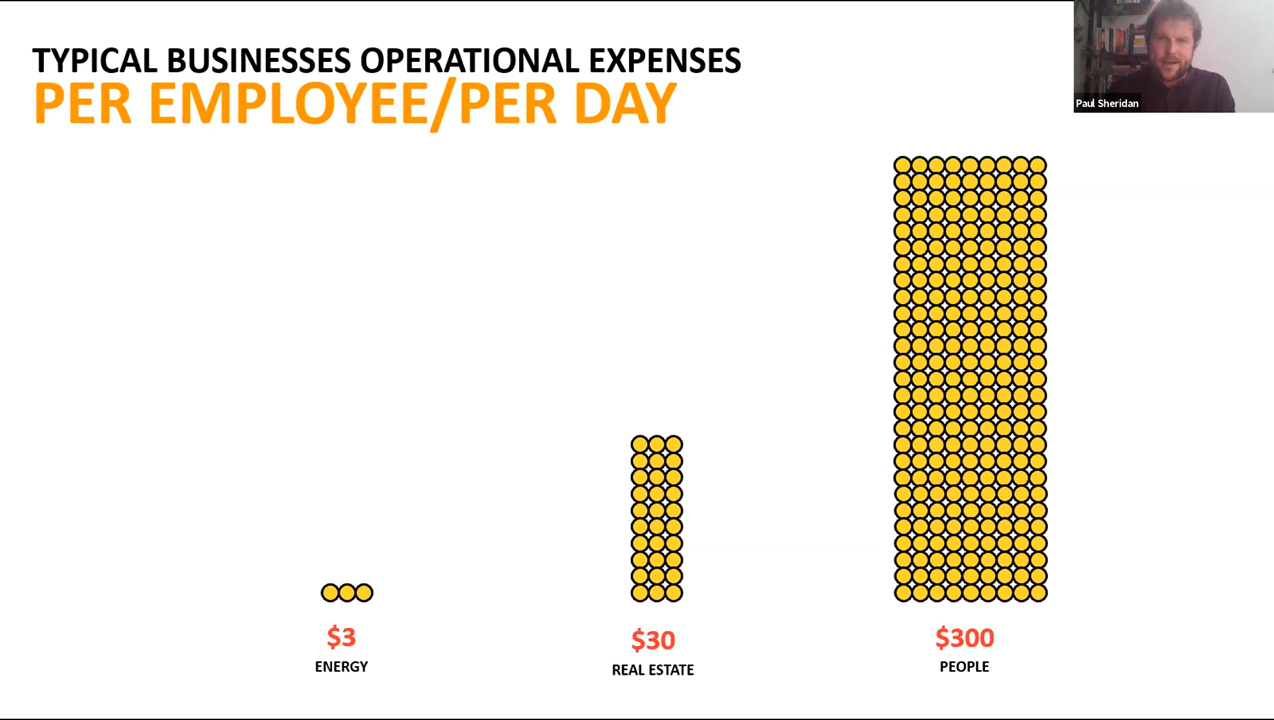 TYPICAL BUSINESSES OPERATIONAL EXPENSES
PER EMPLOYEE/PER DAY
Paul Sheridan
$3
ENERGY
$30
REAL ESTATE
$300
PEOPLE